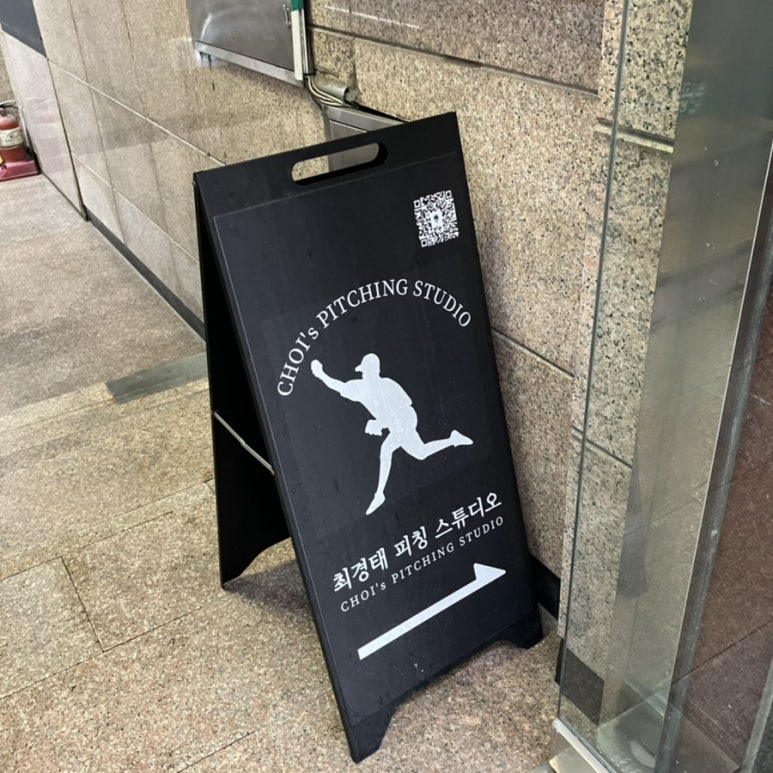 CHOI's PITCHING STUDIO
최경태 피칭 스튜디오
CHOI's PITCHING STUDIO